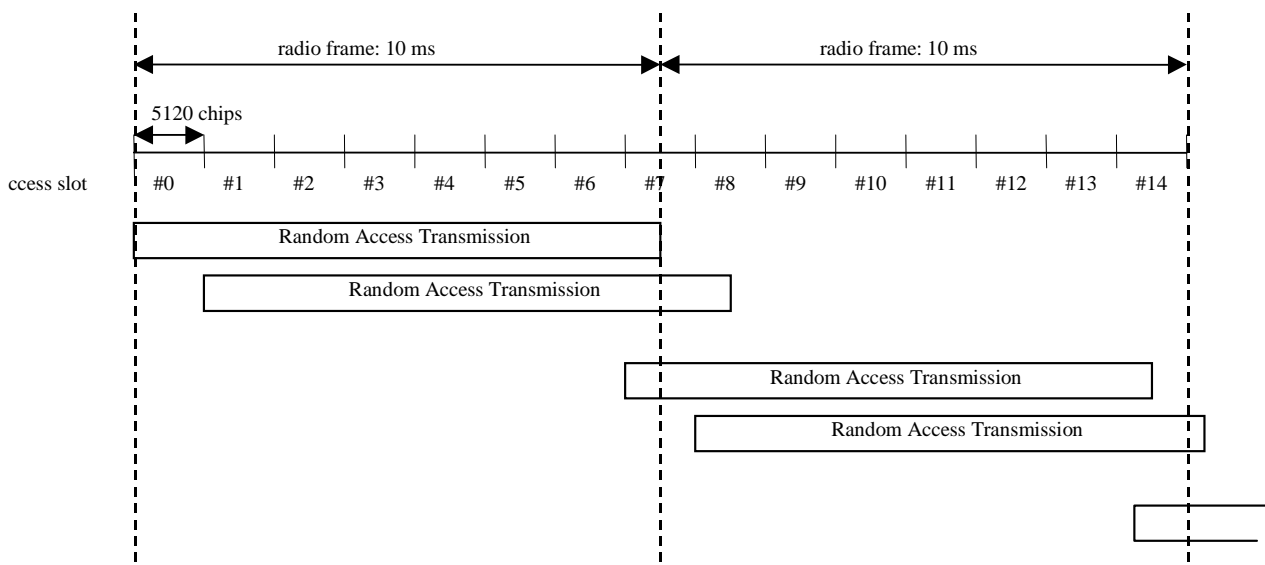 radio frame: 10 ms radio frame: 10 ms
5120 chips
ccess slot #0 #1 #2 #3 #4 #5 #6 #7 #8 #9 #10 #11 #12 #13 #14
Random Access Transmission
Random Access Transmission
Random Access Transmission
Random Access Transmission